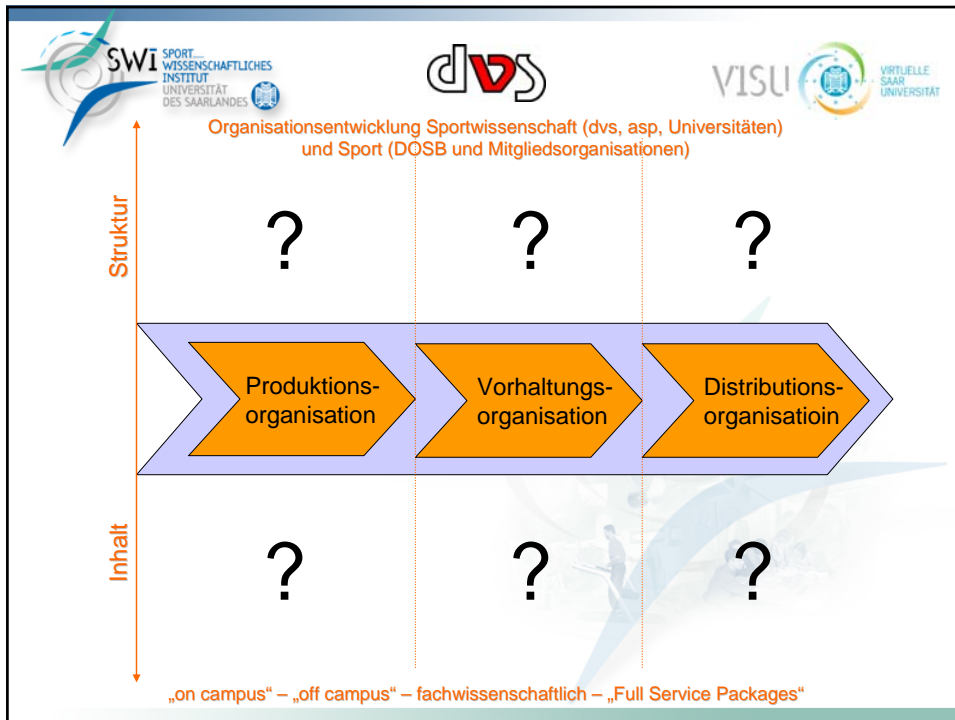 SWI SPORT
WISSENSCHAFTLICHES
INSTITUT
UNIVERSITÄT
DES SAARLANDES
dvs
VISU
VIRTUELLE
SAAR
UNIVERSITÄT
Organisationsentwicklung Sportwissenschaft (dvs, asp, Universitäten)
und Sport (DOSB und Mitgliedsorganisationen)
Struktur
? ? ?
Produktions-
organisation
Vorhaltungs-
organisation
Distributions-
organisatioin
Inhalt
? ? ?
„on campus“ – „off campus“ – fachwissenschaftlich – „Full Service Packages“